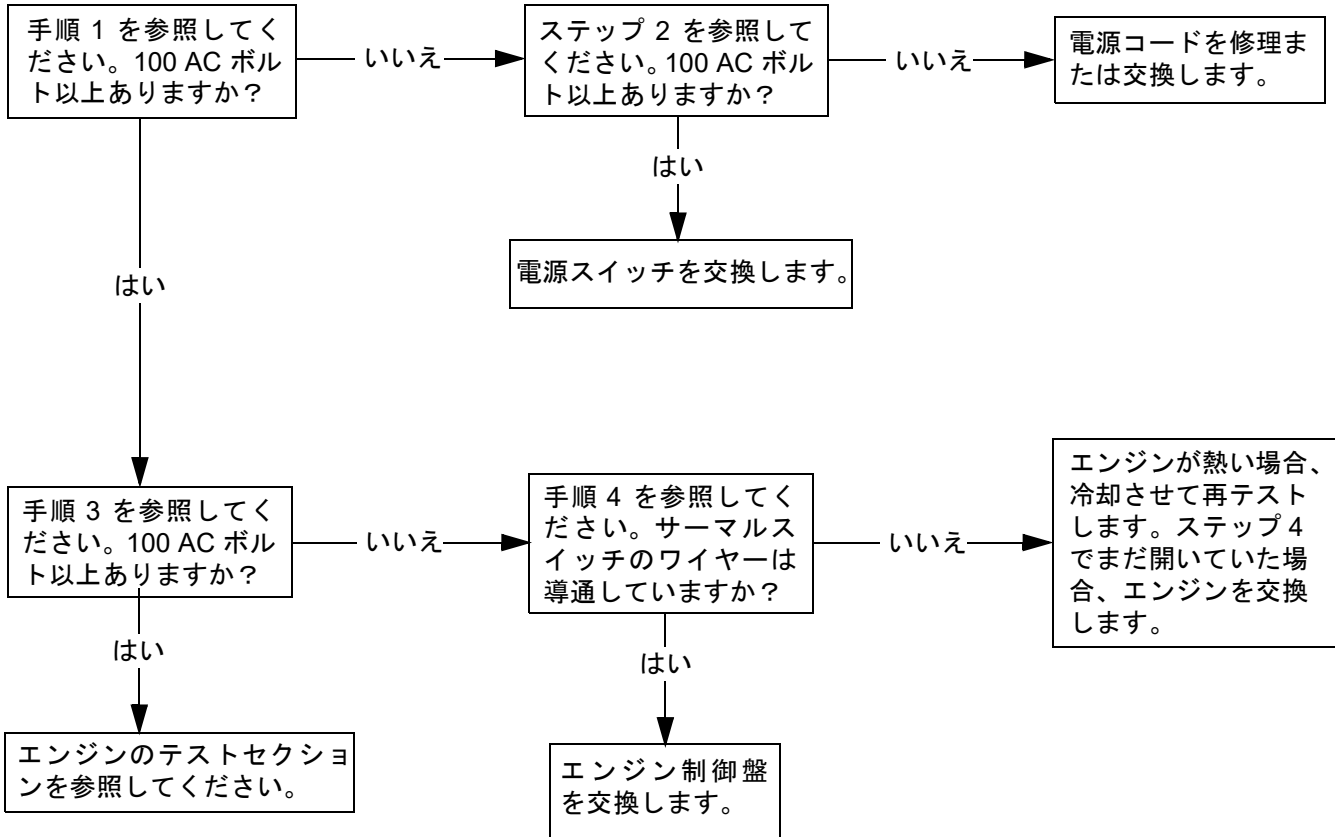 手順 1 を参照してく
ださい。100 AC ボル
ト以上ありますか？
いいえ
ステップ 2 を参照して
ください。100 AC ボル
ト以上ありますか？
いいえ
電源コードを修理ま
たは交換します。
はい
電源スイッチを交換します。
はい
手順 3 を参照してく
ださい。100 AC ボル
ト以上ありますか？
いいえ
手順 4 を参照してく
ださい。サーマルス
イッチのワイヤーは
導通していますか？
いいえ
エンジンが熱い場合、
冷却させて再テスト
します。ステップ 4
でまだ開いていた場
合、エンジンを交換
します。
はい
エンジンのテストセクショ
ンを参照してください。
はい
エンジン制御盤
を交換します。